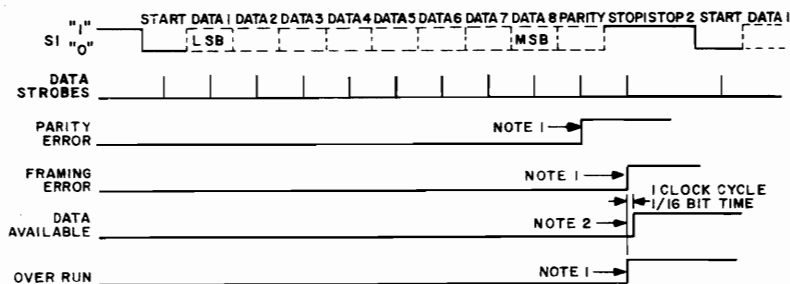 START DATA 1 DATA 2 DATA 3 DATA 4 DATA 5 DATA 6 DATA 7 DATA 8 PARITY STOP 1 STOP 2 START DATA 1
"1"
SI
"0"
LSB MSB
DATA
STROBES
PARITY
ERROR
NOTE 1
FRAMING
ERROR
NOTE 1
1 CLOCK CYCLE
1/16 BIT TIME
DATA
AVAILABLE
NOTE 2
OVER RUN
NOTE 1